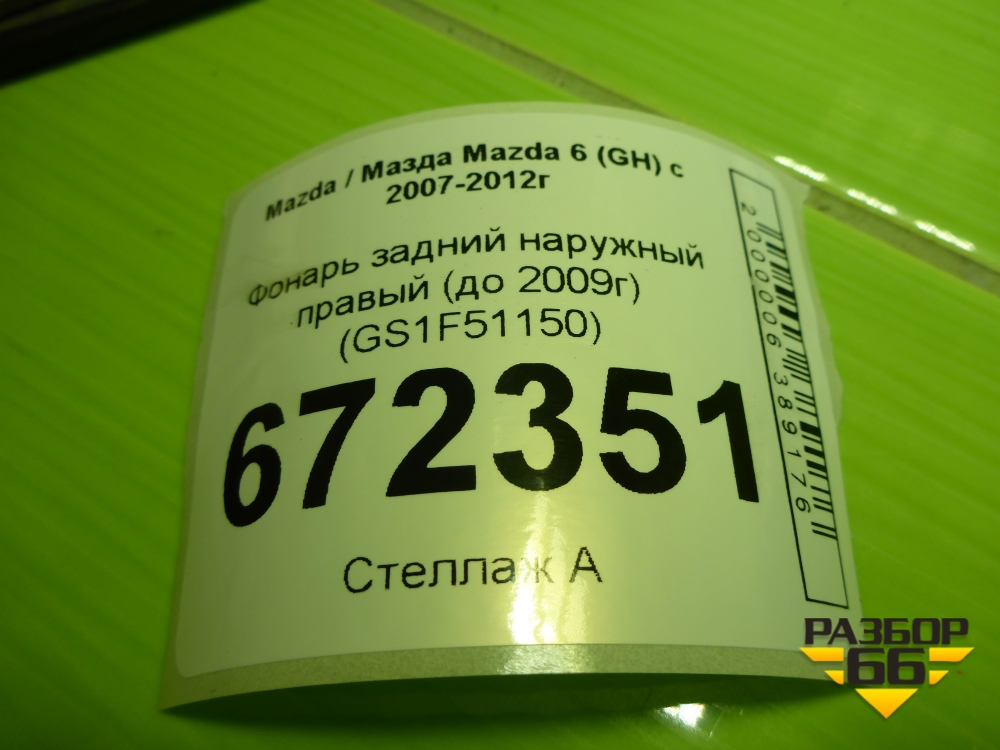 Mazda / Мазда Mazda 6 (GH) с
2007-2012г
Фонарь задний наружный
правый (до 2009г)
(GS1F51150)
672351
Стеллаж А
2000006389176
РАЗБОР
66